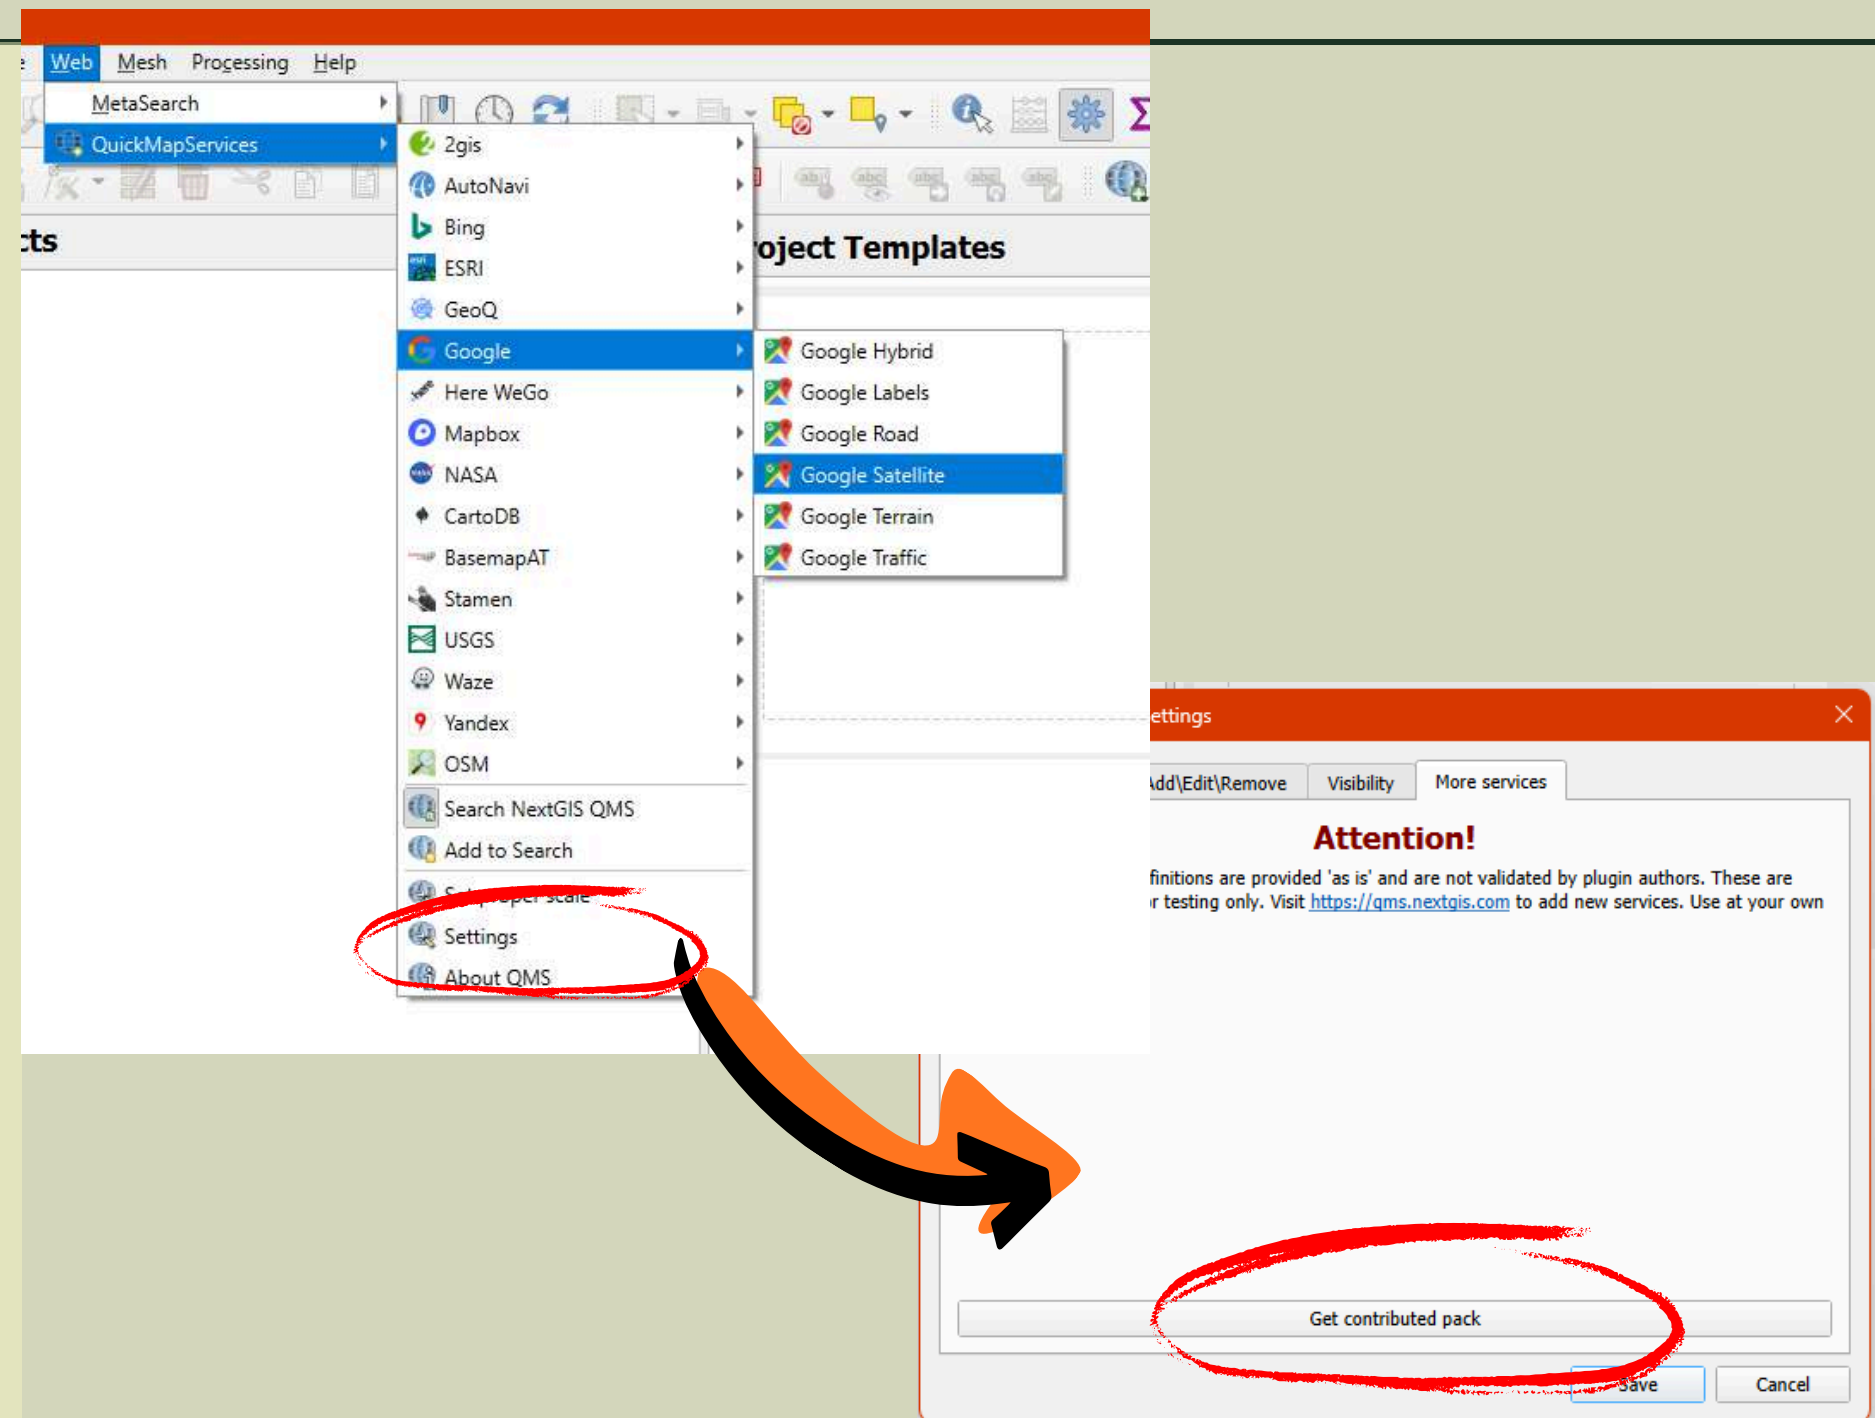 Web Mesh Processing Help
MetaSearch
QuickMapServices
cts
oject Templates
2gis
AutoNavi
Bing
ESRI
GeoQ
Google
Here WeGo
Mapbox
NASA
CartoDB
BasemapAT
Stamen
USGS
Waze
Yandex
OSM
Search NextGIS QMS
Add to Search
Set proper scale
Settings
About QMS
Google Hybrid
Google Labels
Google Road
Google Satellite
Google Terrain
Google Traffic
ettings
Add\Edit\Remove Visibility More services
Attention!
finitions are provided 'as is' and are not validated by plugin authors. These are
r testing only. Visit https://qms.nextgis.com to add new services. Use at your own
Get contributed pack
Save Cancel